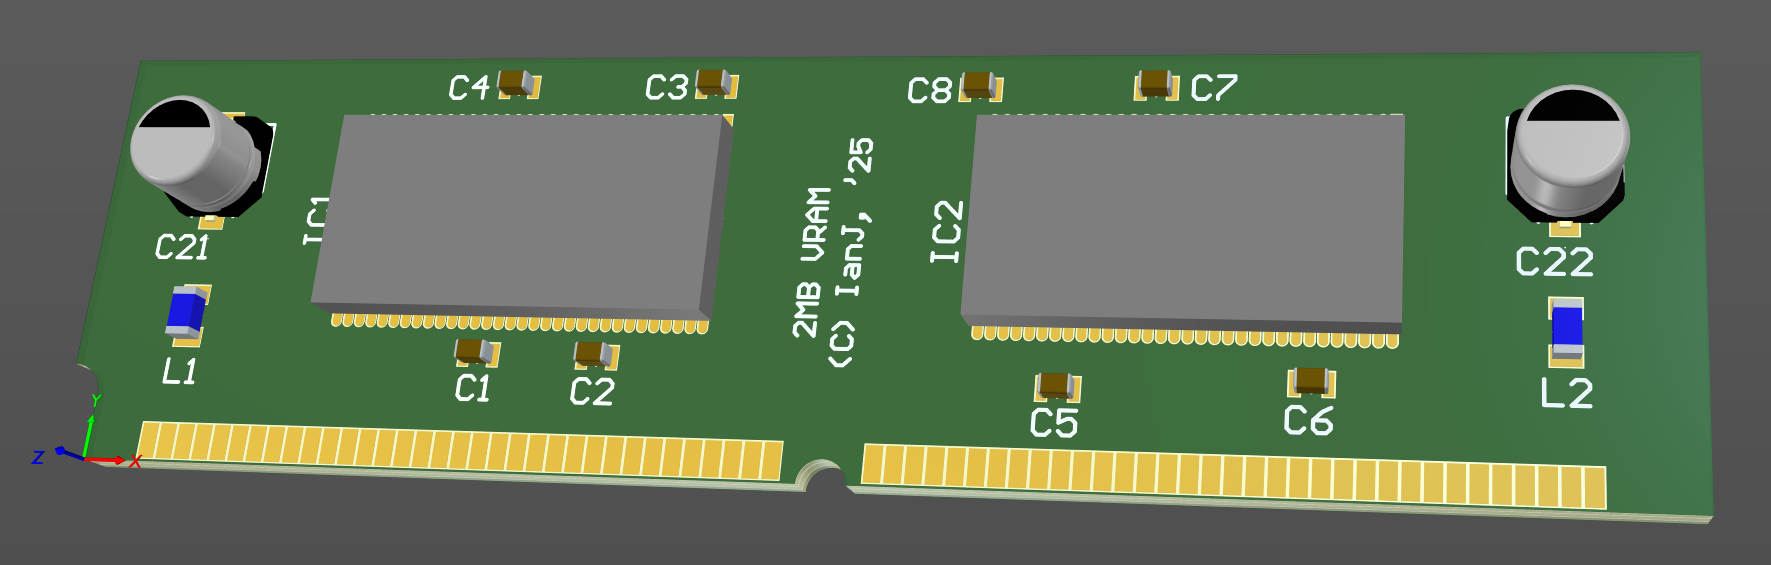 C4
C3
C8
C7
C21
IC1
2MB VRAM
(C) IanJ, '25
IC2
C22
L1
C1
C2
C5
C6
L2
Y
Z
X